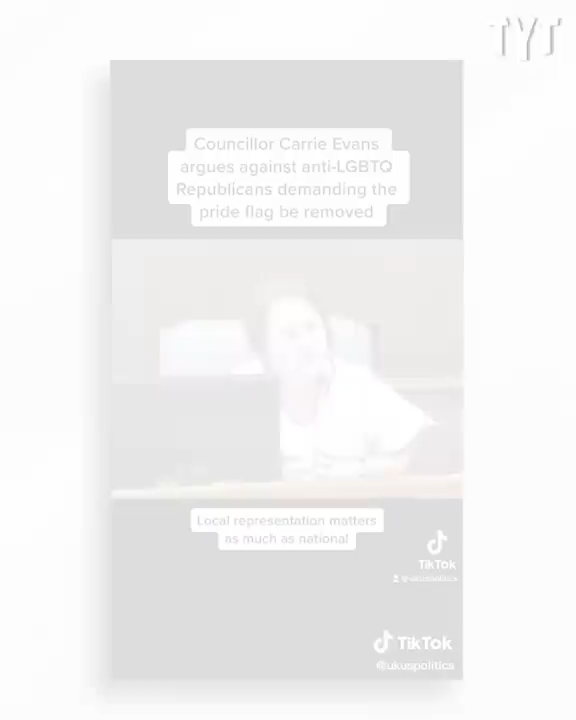 TYT
Councillor Carrie Evans
argues against anti-LGBTQ
Republicans demanding the
pride flag be removed
Local representation matters
as much as national
TikTok
@ukuspolitics
TikTok
@ukuspolitics